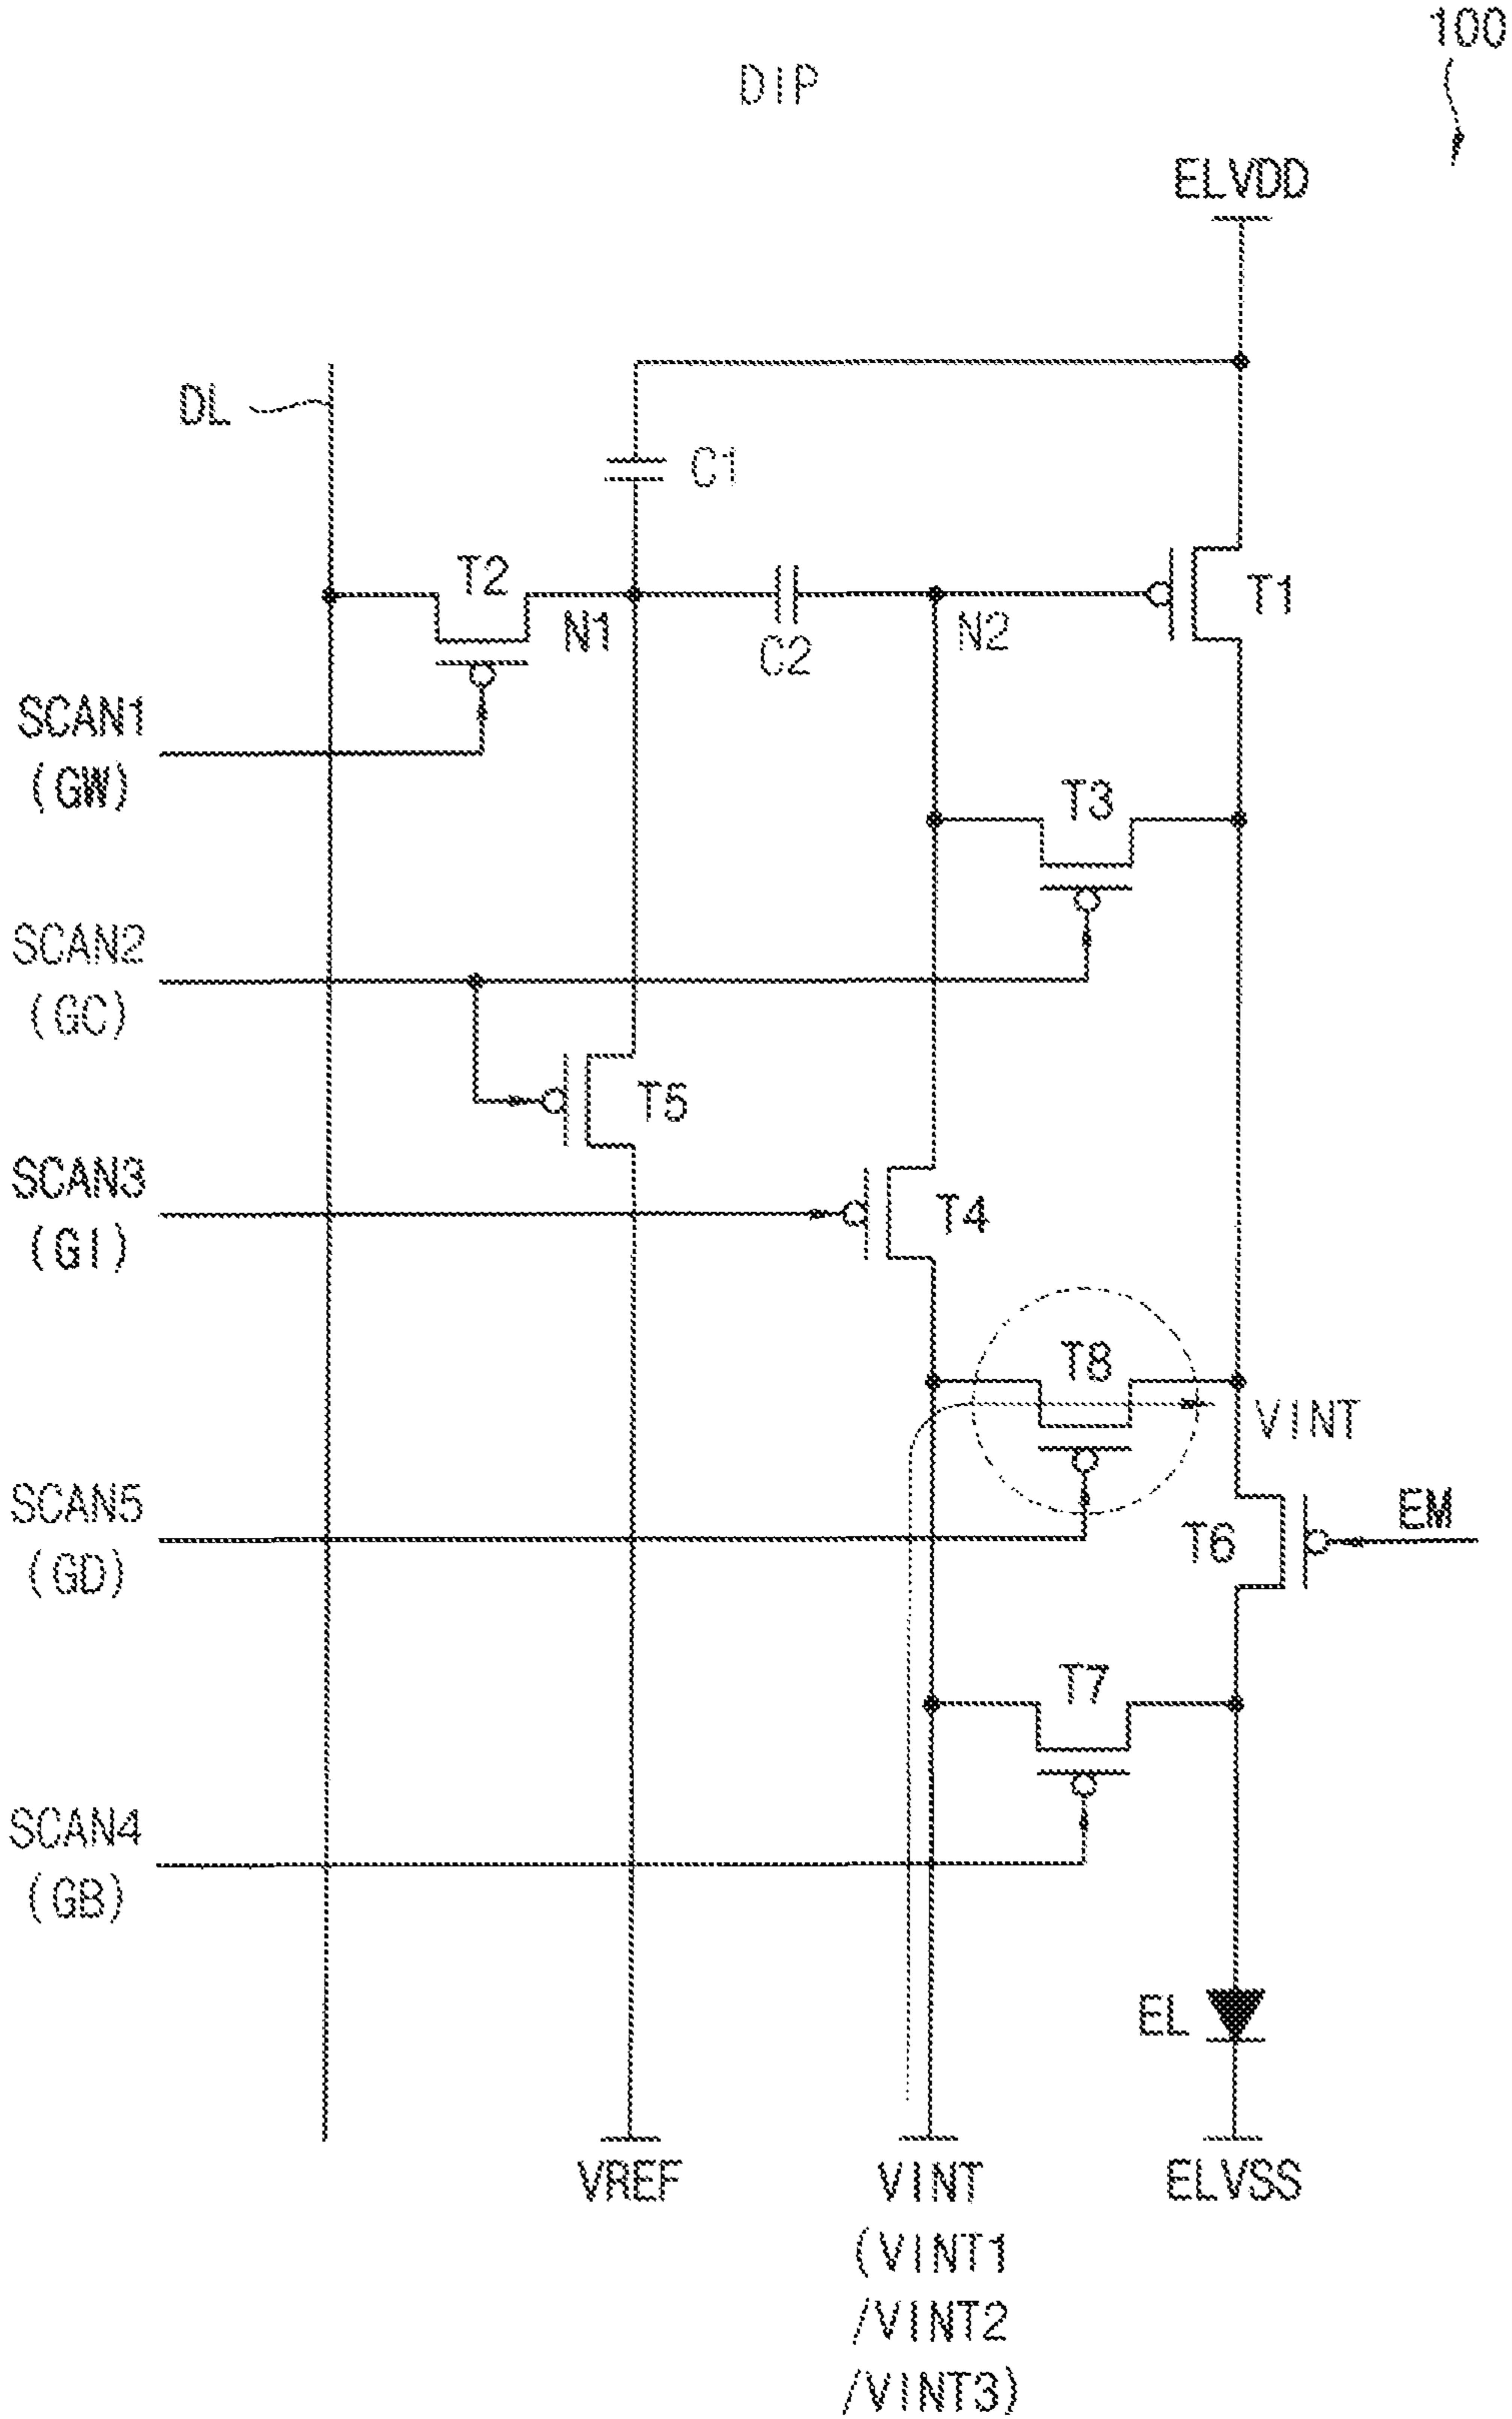 100
DIP
ELVDD
DL
C1
T2
T1
N1
N2
C2
SCAN1
(GW)
T3
SCAN2
(GC)
T5
SCAN3
(GI)
T4
T8
VINT
SCAN5
(GD)
EM
T6
T7
SCAN4
(GB)
EL
VREF
VINT
(VINT1
/VINT2
/VINT3)
ELVSS